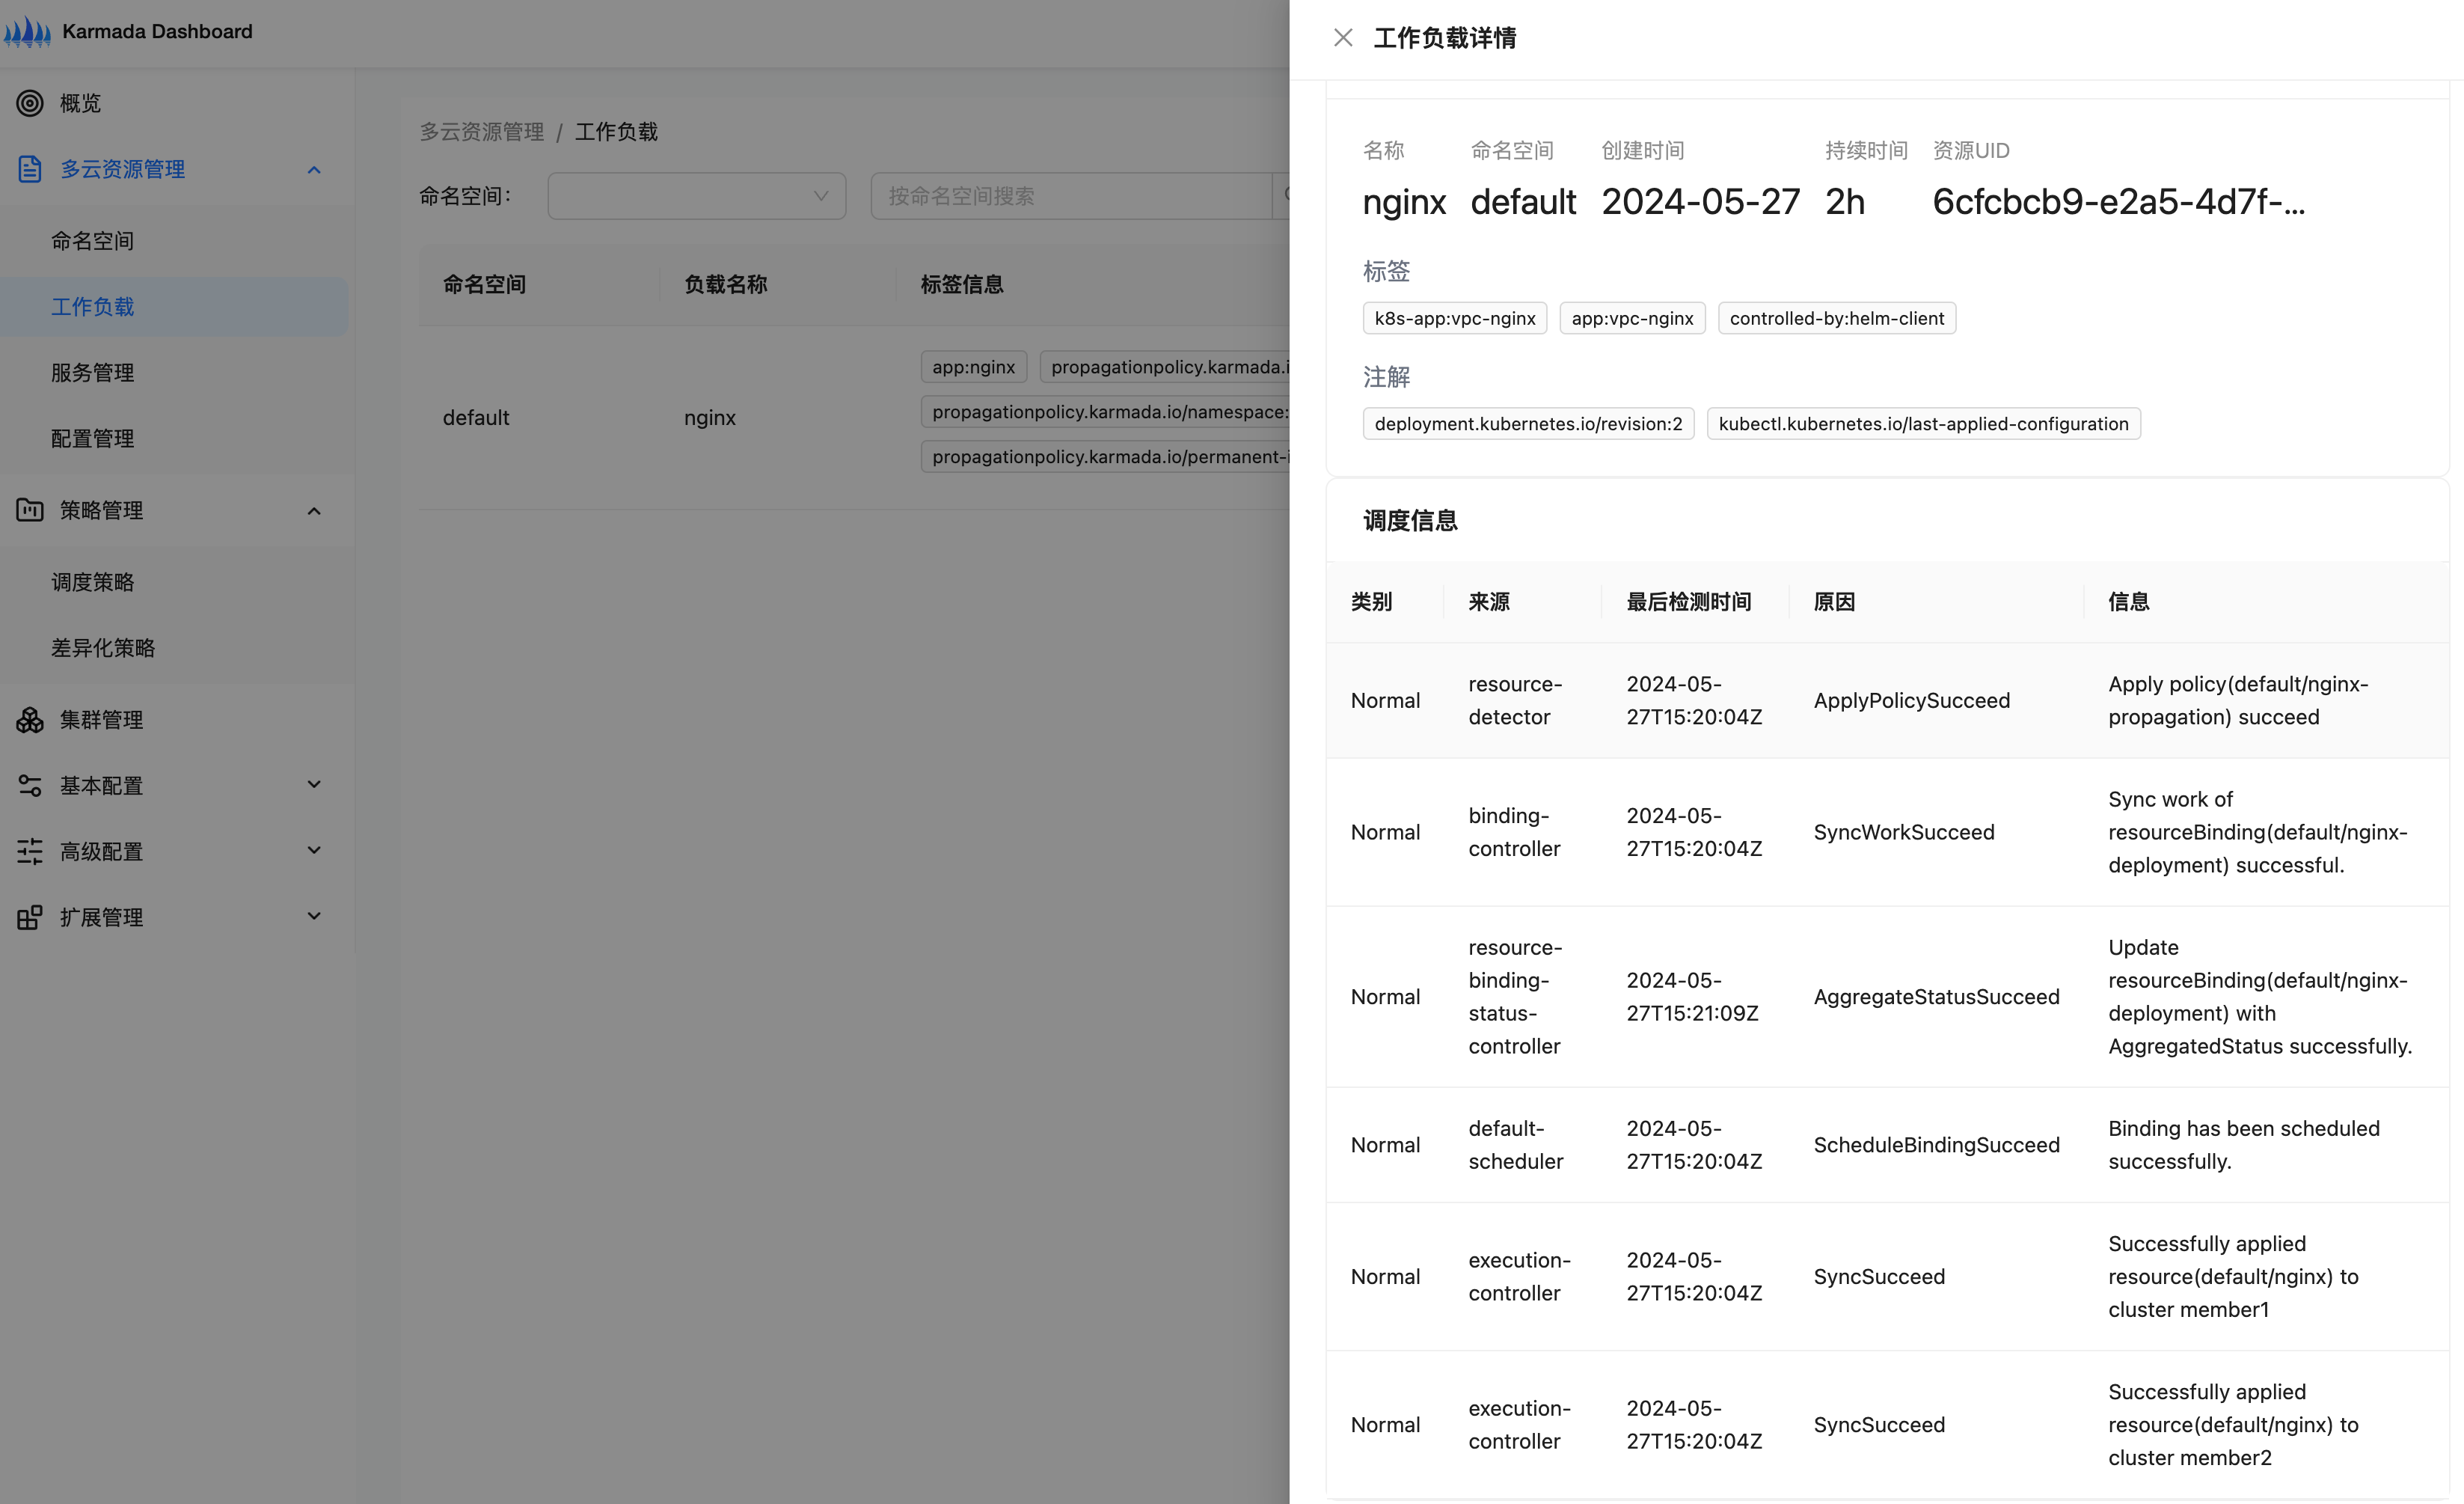 Karmada Dashboard
概览
多云资源管理
命名空间
工作负载
服务管理
配置管理
策略管理
调度策略
差异化策略
集群管理
基本配置
高级配置
扩展管理
多云资源管理 / 工作负载
命名空间：
按命名空间搜索
命名空间 负载名称 标签信息
default nginx
app:nginx propagationpolicy.karmada.i
propagationpolicy.karmada.io/namespace:
propagationpolicy.karmada.io/permanent-i
工作负载详情
名称 命名空间 创建时间 持续时间 资源UID
nginx default 2024-05-27 2h 6cfcbcb9-e2a5-4d7f-...
标签
k8s-app:vpc-nginx app:vpc-nginx controlled-by:helm-client
注解
deployment.kubernetes.io/revision:2 kubectl.kubernetes.io/last-applied-configuration
调度信息
类别 来源 最后检测时间 原因 信息
Normal
resource-
detector
2024-05-
27T15:20:04Z
ApplyPolicySucceed
Apply policy(default/nginx-
propagation) succeed
Normal
binding-
controller
2024-05-
27T15:20:04Z
SyncWorkSucceed
Sync work of
resourceBinding(default/nginx-
deployment) successful.
Normal
resource-
binding-
status-
controller
2024-05-
27T15:21:09Z
AggregateStatusSucceed
Update
resourceBinding(default/nginx-
deployment) with
AggregatedStatus successfully.
Normal
default-
scheduler
2024-05-
27T15:20:04Z
ScheduleBindingSucceed
Binding has been scheduled
successfully.
Normal
execution-
controller
2024-05-
27T15:20:04Z
SyncSucceed
Successfully applied
resource(default/nginx) to
cluster member1
Normal
execution-
controller
2024-05-
27T15:20:04Z
SyncSucceed
Successfully applied
resource(default/nginx) to
cluster member2